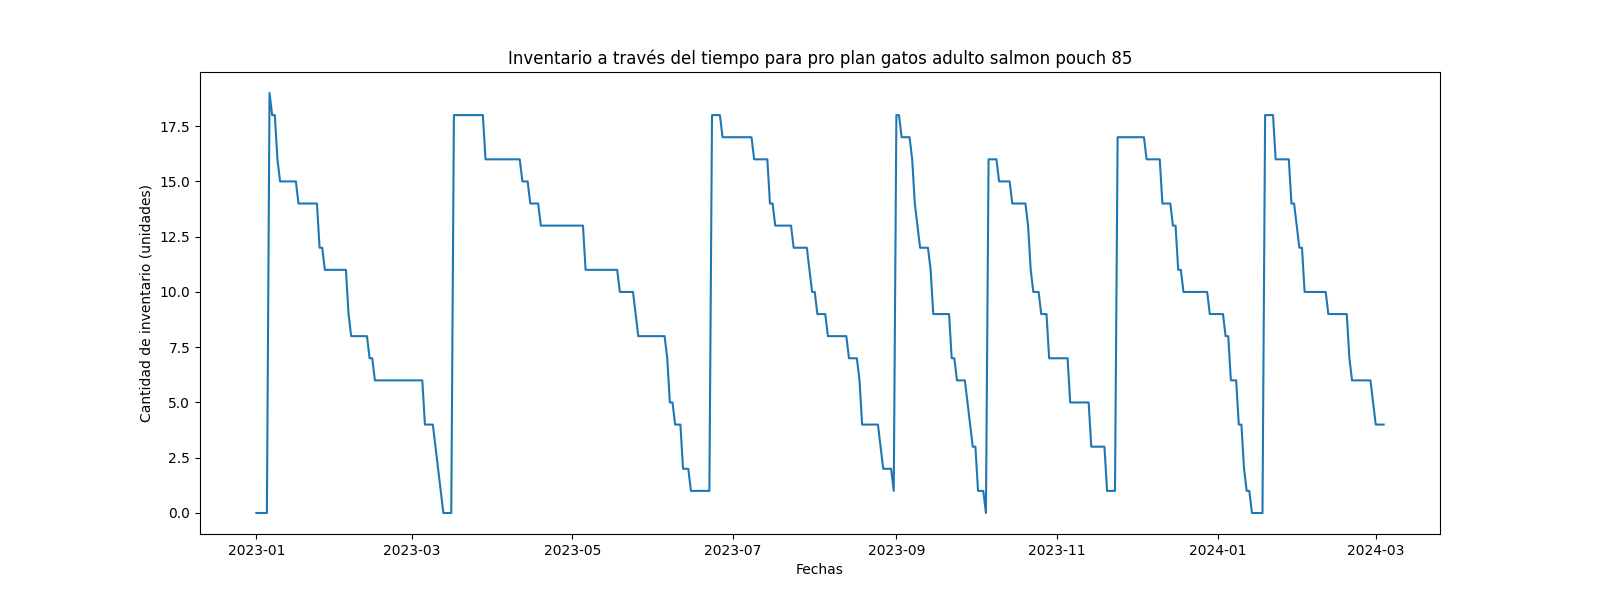 Inventario a través del tiempo para pro plan gatos adulto salmon pouch 85
Cantidad de inventario (unidades)
17.5
15.0
12.5
10.0
7.5
5.0
2.5
0.0
2023-01 2023-03 2023-05 2023-07 2023-09 2023-11 2024-01 2024-03
Fechas